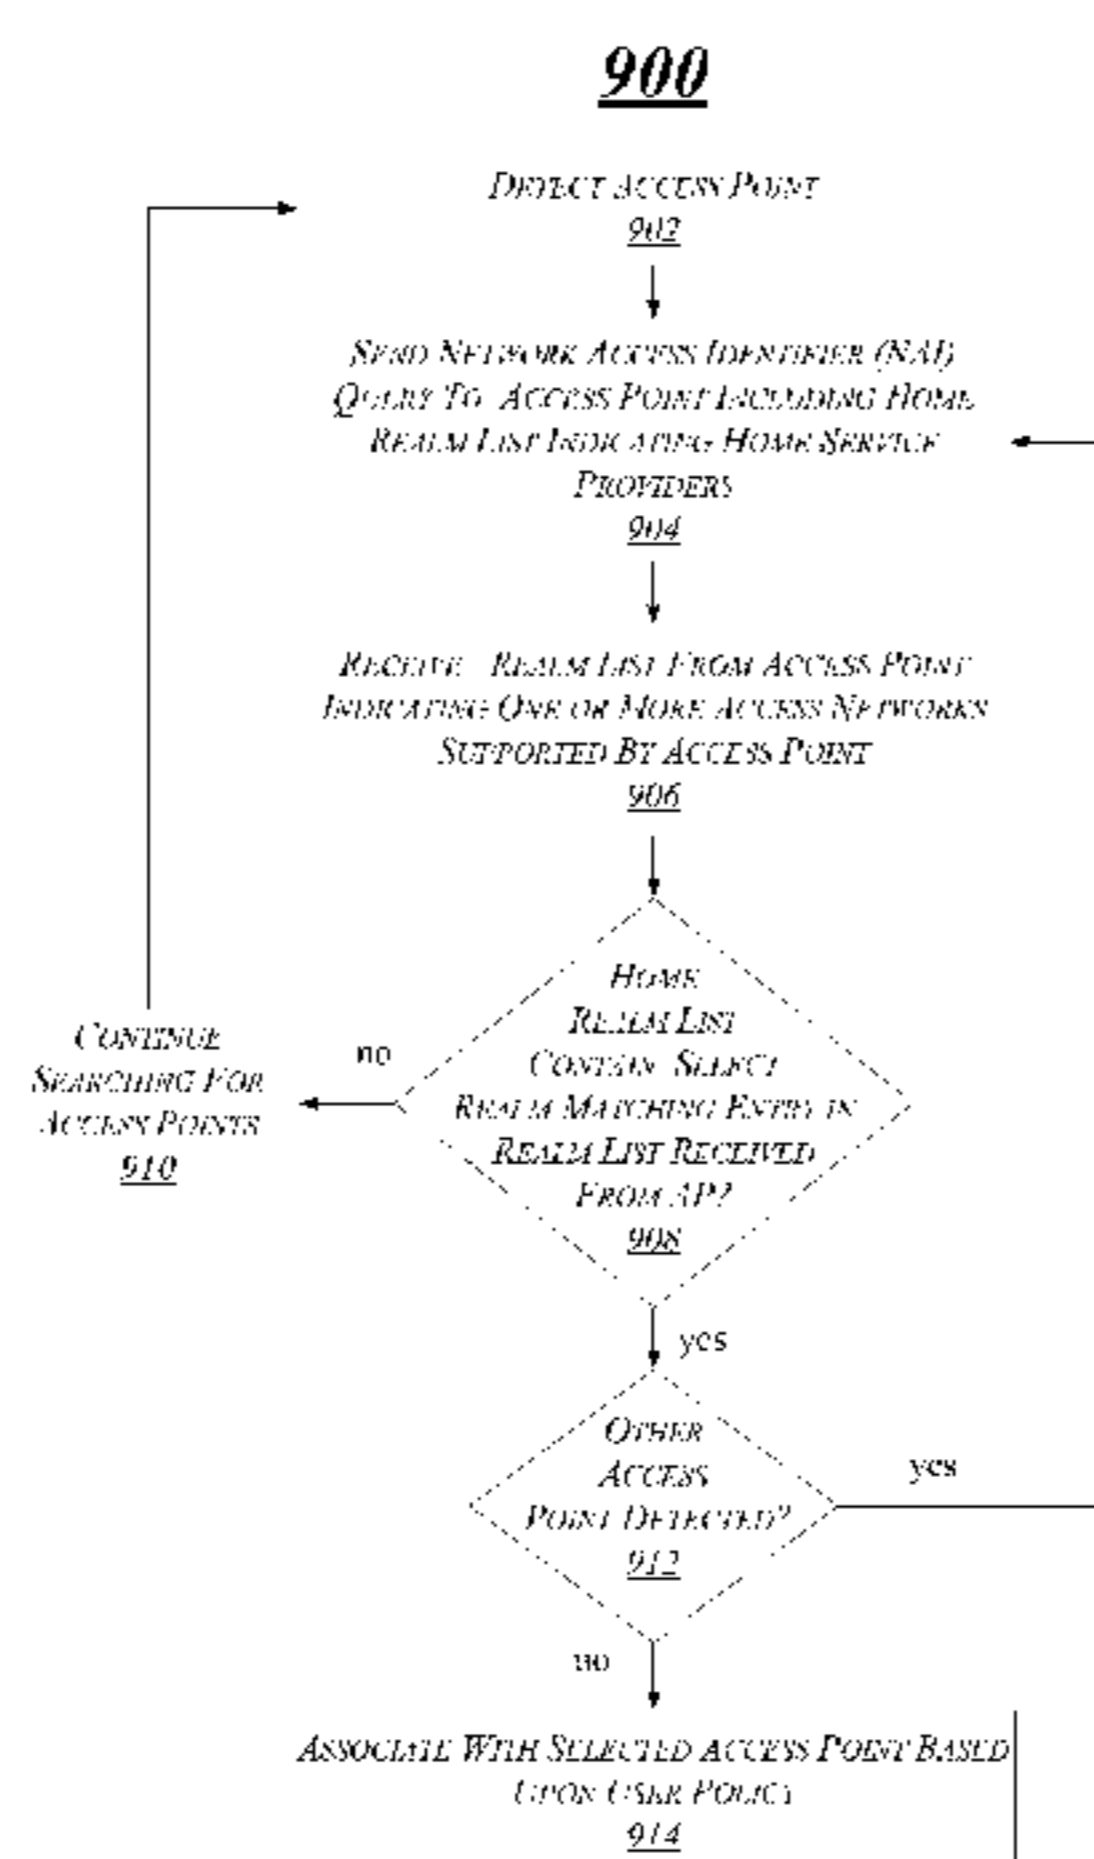 900
DETECT ACCESS POINT
902
SEND NETWORK ACCESS IDENTIFIER (NAI)
QUERY TO ACCESS POINT INCLUDING HOME
REALM LIST INDICATING HOME SERVICE
PROVIDERS
904
RECEIVE REALM LIST FROM ACCESS POINT
INDICATING ONE OR MORE ACCESS NETWORKS
SUPPORTED BY ACCESS POINT
906
HOME
REALM LIST
CONTAIN SELECT
REALM MATCHING ENTRY IN
REALM LIST RECEIVED
FROM AP?
908
no
CONTINUE
SEARCHING FOR
ACCESS POINTS
910
yes
OTHER
ACCESS
POINT DETECTED?
912
yes
no
ASSOCIATE WITH SELECTED ACCESS POINT BASED
UPON USER POLICY
914